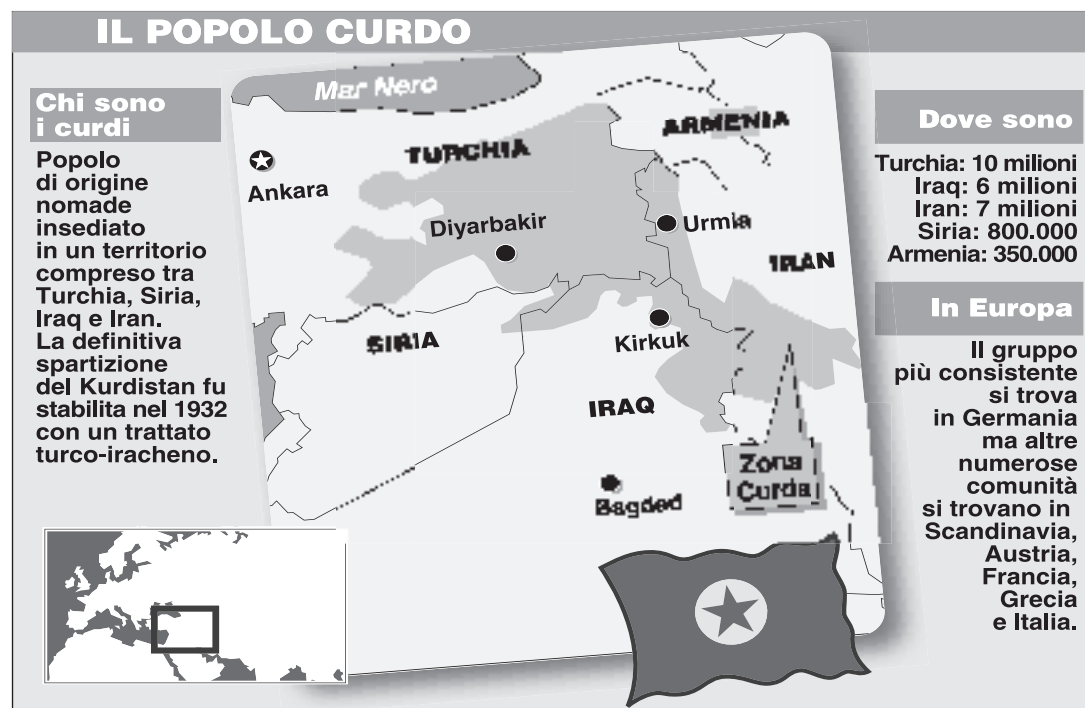 IL POPOLO CURDO
Chi sono
i curdi
Popolo
di origine
nomade
insediato
in un territorio
compreso tra
Turchia, Siria,
Iraq e Iran.
La definitiva
spartizione
del Kurdistan fu
stabilita nel 1932
con un trattato
turco-iracheno.
Mar Nero
ARMENIA
TURCHIA
Ankara
Diyarbakir
Urmia
IRAN
SIRIA
Kirkuk
IRAQ
Zona
Curda
Bagded
Dove sono
Turchia: 10 milioni
Iraq: 6 milioni
Iran: 7 milioni
Siria: 800.000
Armenia: 350.000
In Europa
Il gruppo
più consistente
si trova
in Germania
ma altre
numerose
comunità
si trovano in
Scandinavia,
Austria,
Francia,
Grecia
e Italia.